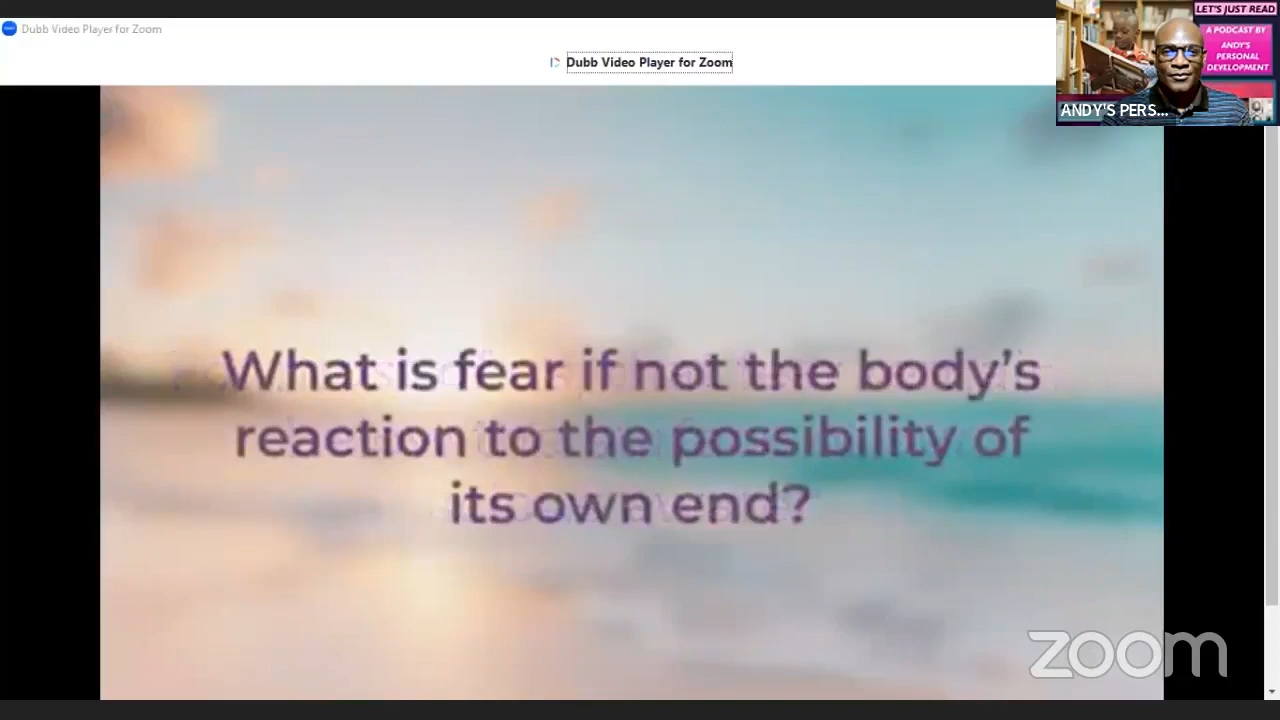 Dubb Video Player for Zoom
Dubb Video Player for Zoom
LET'S JUST READ
A PODCAST BY
ANDY'S
PERSONAL
DEVELOPMENT
ANDY'S PERS...
What is fear if not the body's
reaction to the possibility of
its own end?
zoom